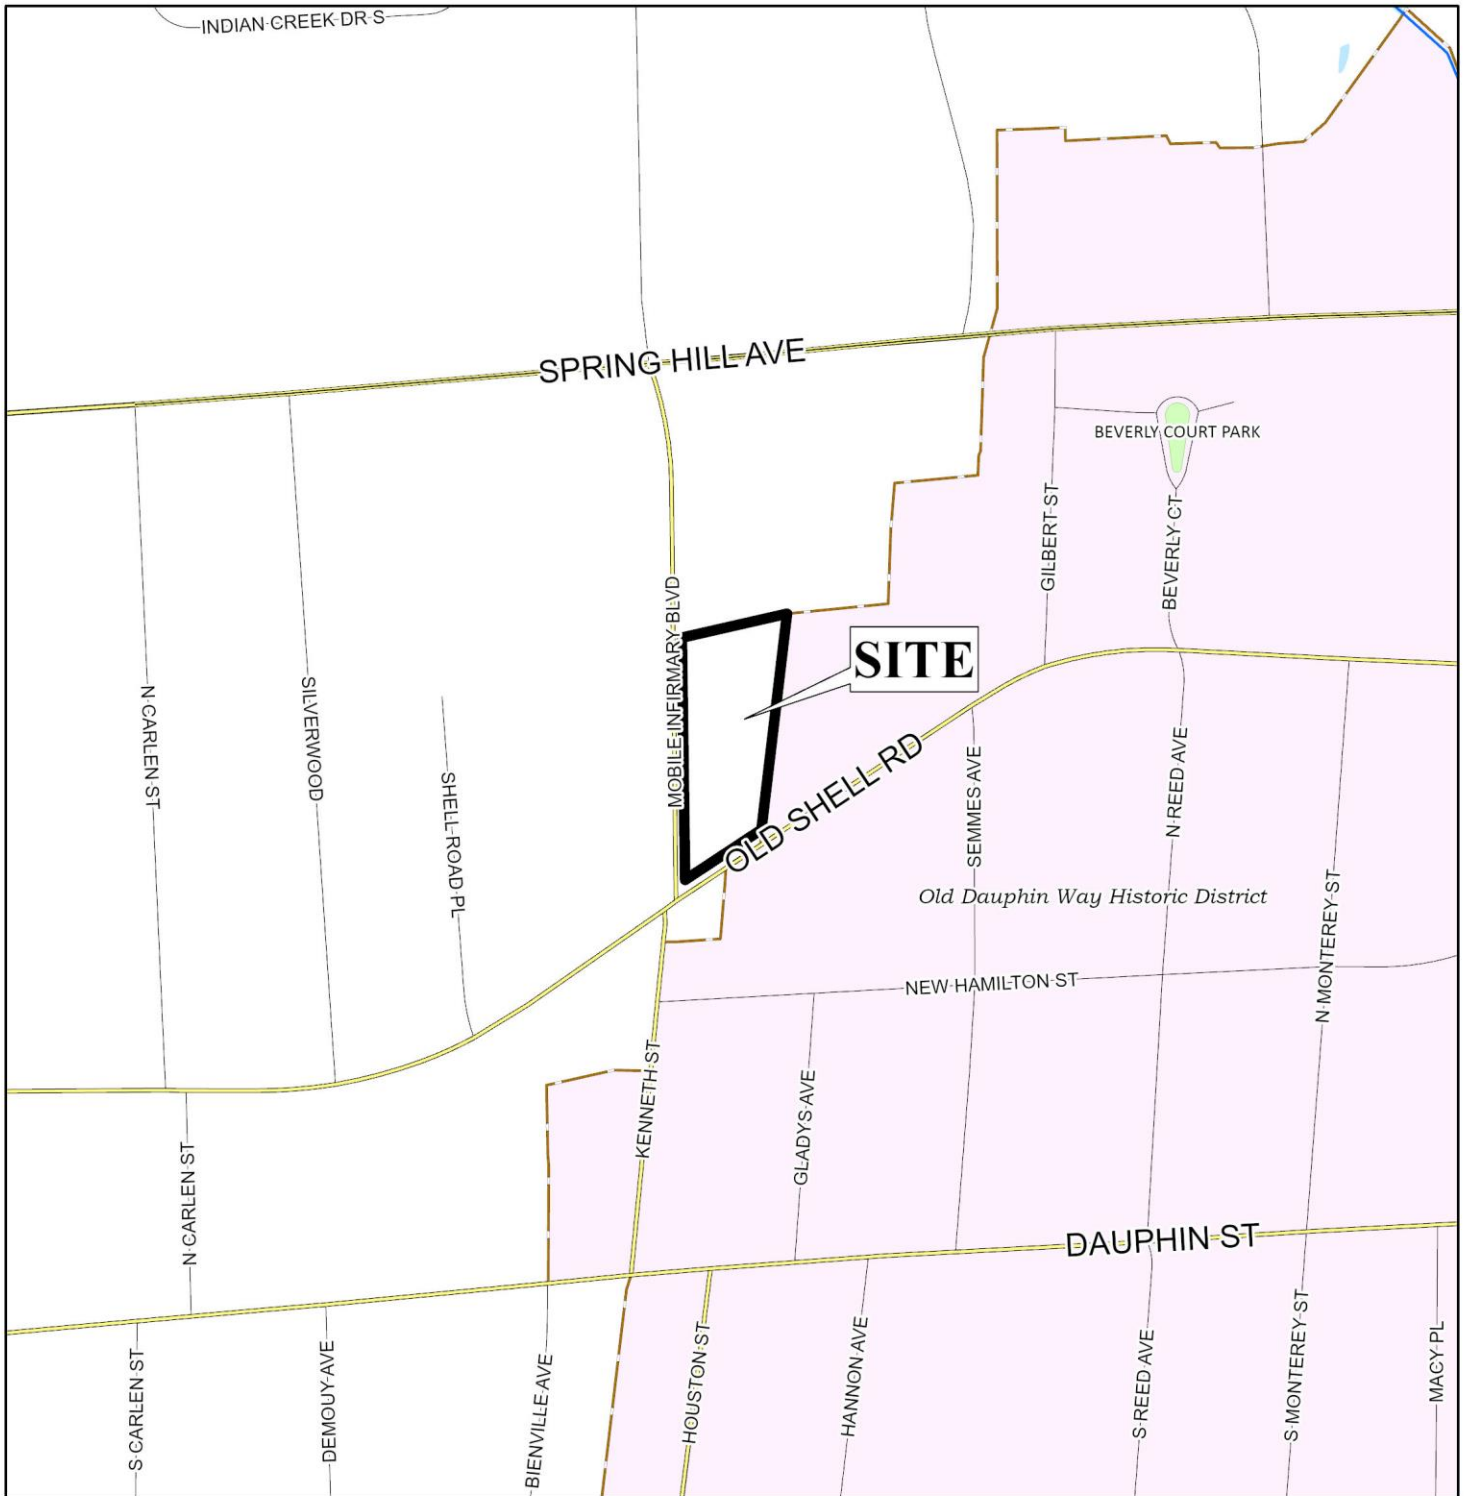 INDIAN CREEK DR S
SPRING HILL AVE
BEVERLY COURT PARK
GILBERT ST
BEVERLY CT
MOBILE INFIRMARY BLVD
SITE
N CARLEN ST
SILVERWOOD
SHELL ROAD PL
OLD SHELL RD
SEMMES AVE
N REED AVE
Old Dauphin Way Historic District
N MONTEREY ST
NEW HAMILTON ST
KENNETH ST
GLADYS AVE
N CARLEN ST
DAUPHIN ST
S CARLEN ST
DEMOUY AVE
BIENVILLE AVE
HOUSTON ST
HANNON AVE
S REED AVE
S MONTEREY ST
MACY PL